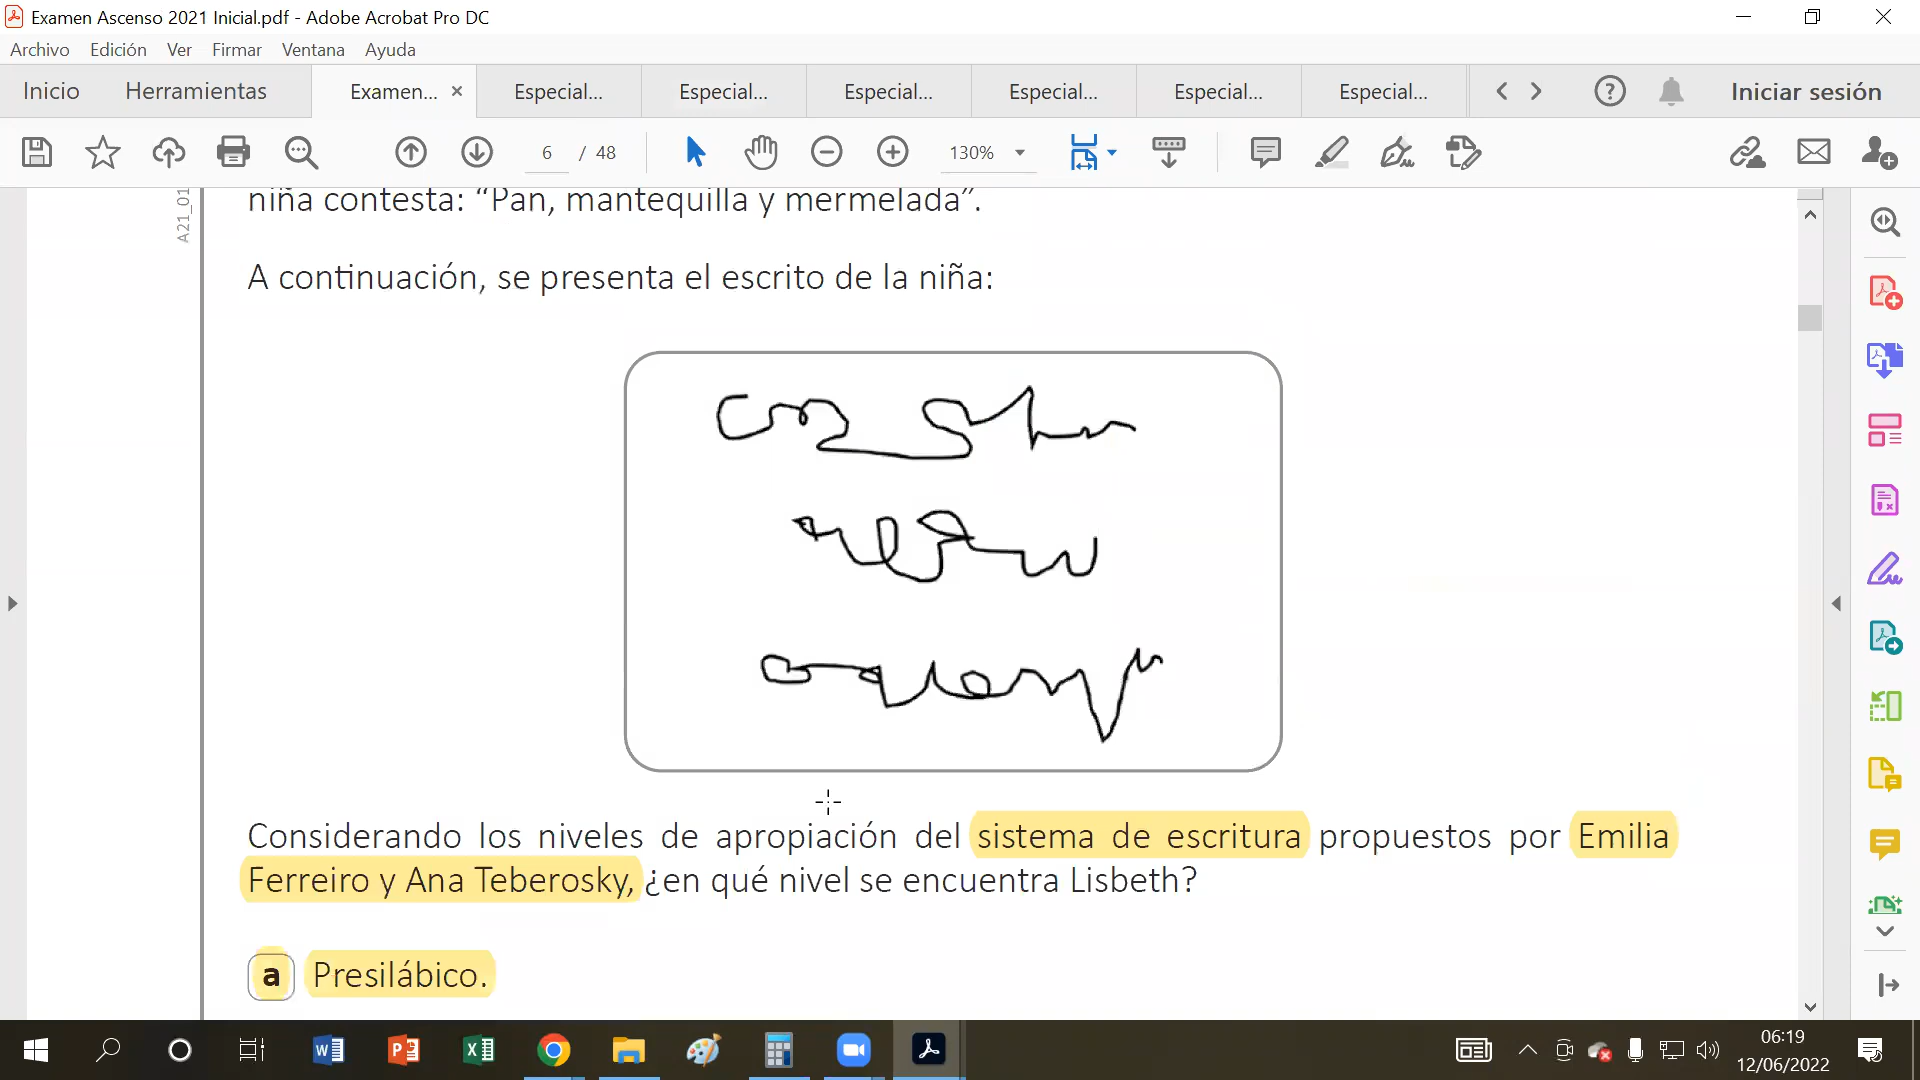 Examen Ascenso 2021 Inicial.pdf - Adobe Acrobat Pro DC
Archivo Edición Ver Firmar Ventana Ayuda
Inicio Herramientas Examen... × Especial... Especial... Especial... Especial... Especial... Especial... Iniciar sesión
6 / 48 130%
A21_01
niña contesta: “Pan, mantequilla y mermelada”.
A continuación, se presenta el escrito de la niña:
Considerando los niveles de apropiación del sistema de escritura propuestos por Emilia
Ferreiro y Ana Teberosky, ¿en qué nivel se encuentra Lisbeth?
a Presilábico.
06:19
12/06/2022